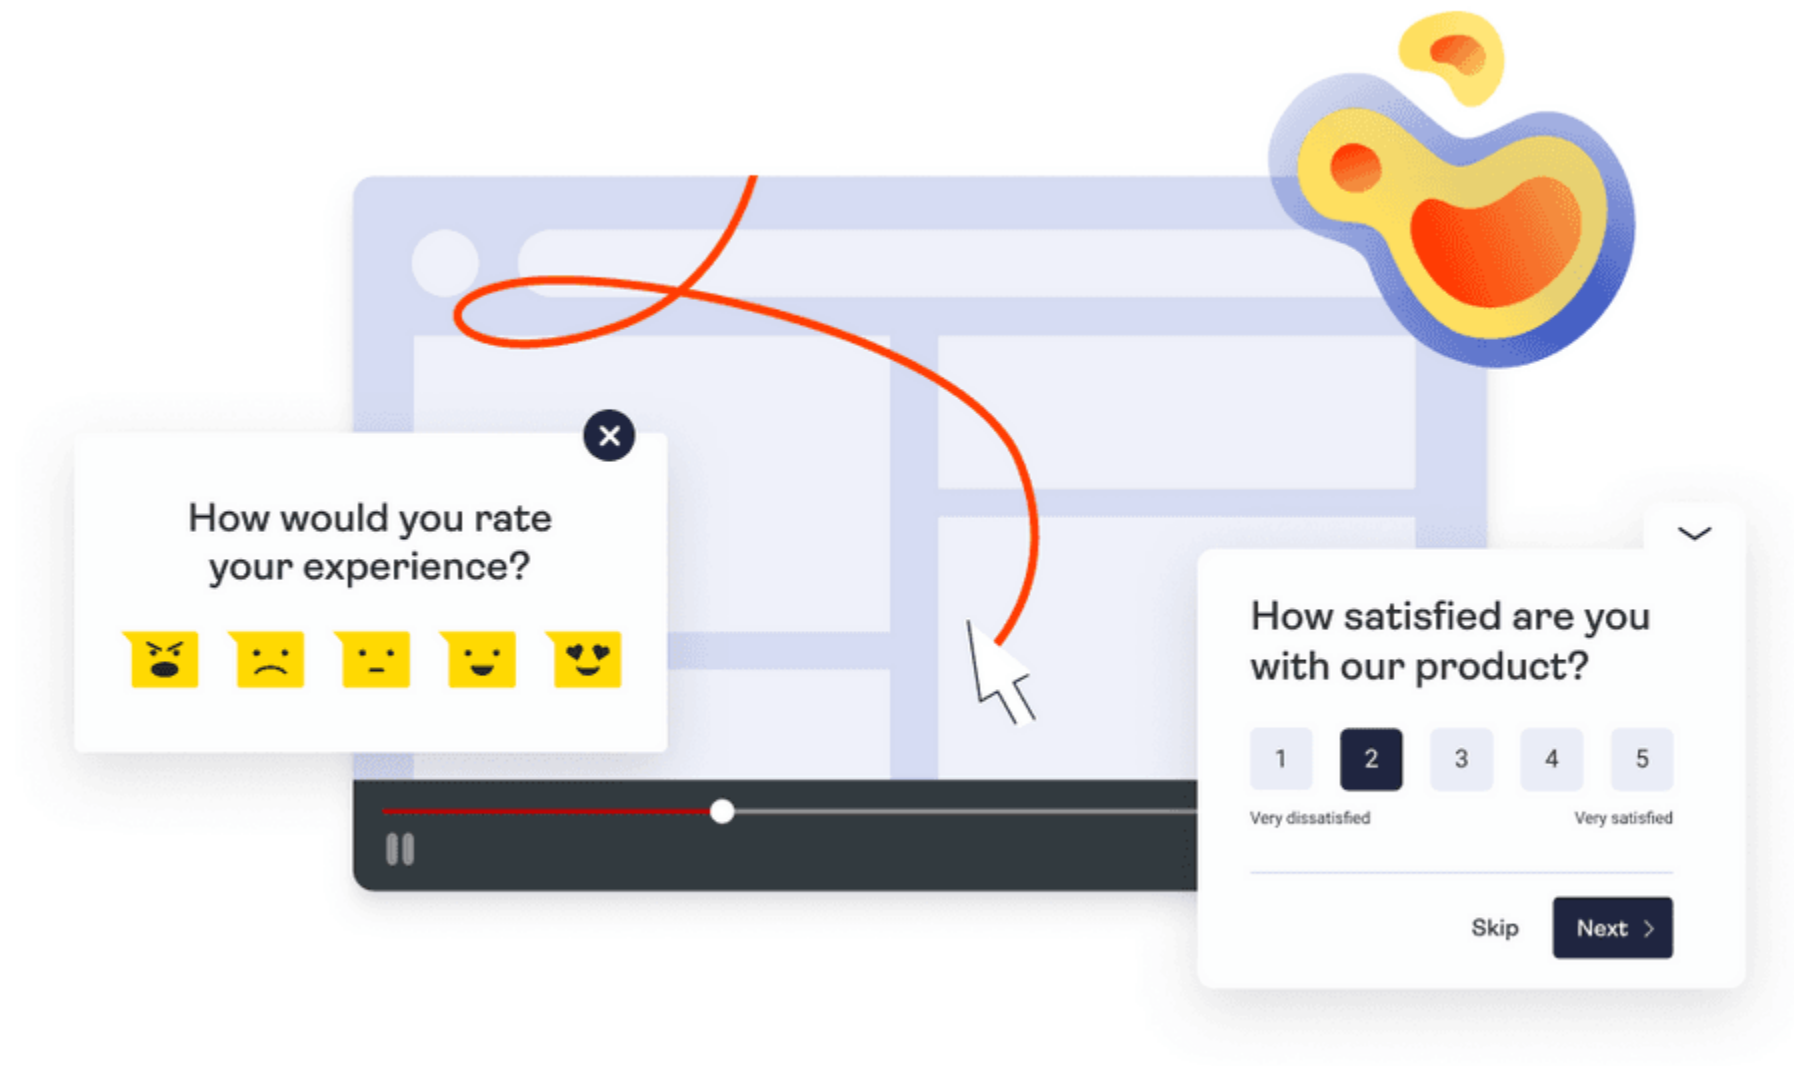 How would you rate
your experience?
How satisfied are you
with our product?
1 2 3 4 5
Very dissatisfied Very satisfied
Skip Next